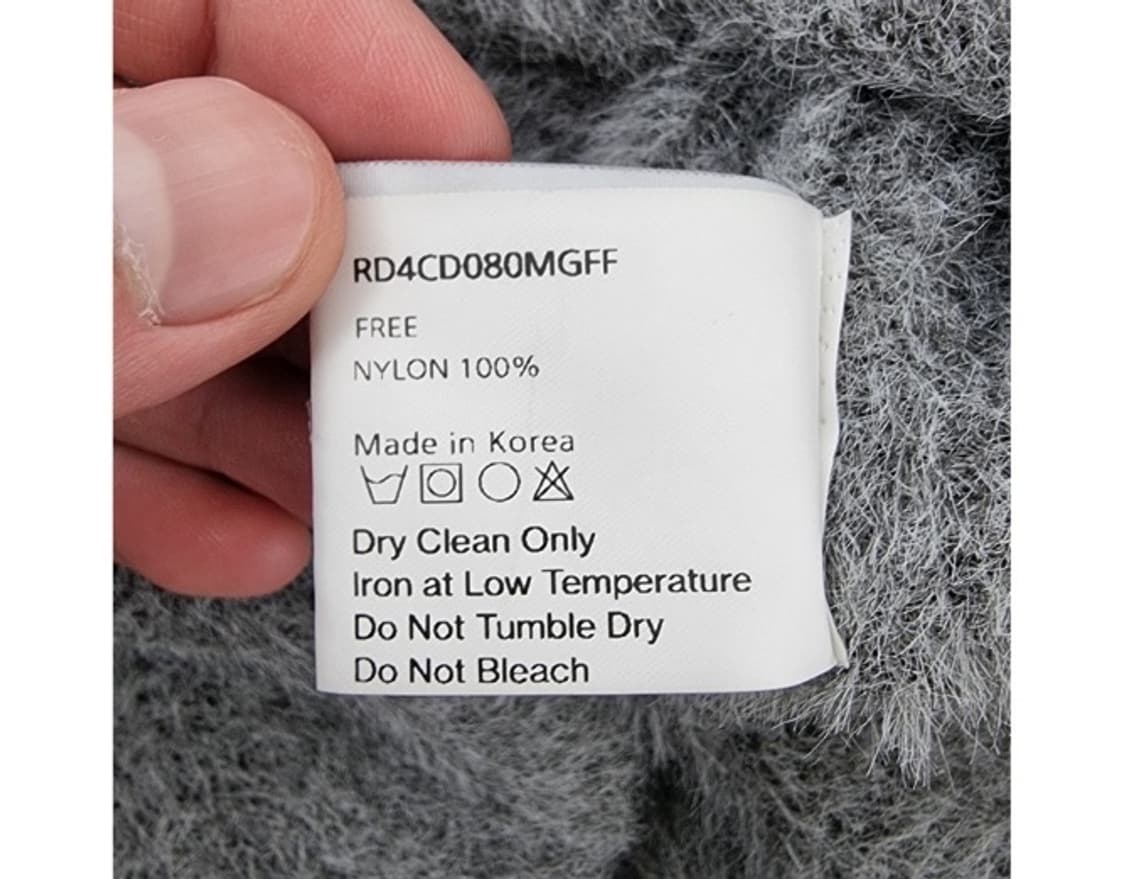 RD4CD080MGFF
FREE
NYLON 100%
Made in Korea
Dry Clean Only
Iron at Low Temperature
Do Not Tumble Dry
Do Not Bleach